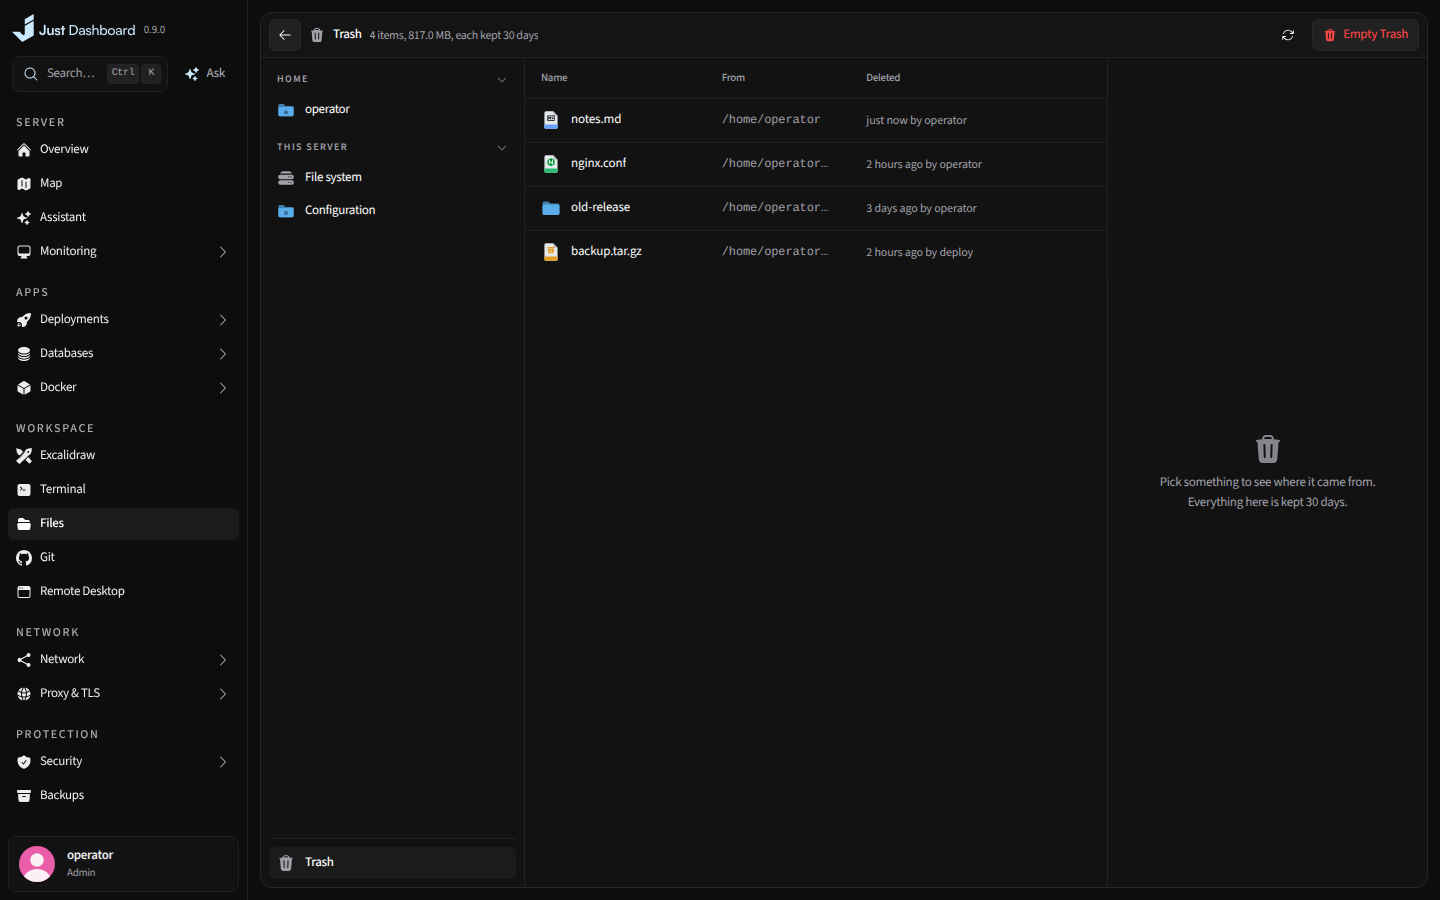 Just Dashboard 0.9.0
Search… Ctrl K
Ask
SERVER
Overview
Map
Assistant
Monitoring
APPS
Deployments
Databases
Docker
WORKSPACE
Excalidraw
Terminal
Files
Git
Remote Desktop
NETWORK
Network
Proxy & TLS
PROTECTION
Security
Backups
operator
Admin
Trash 4 items, 817.0 MB, each kept 30 days
Empty Trash
HOME
operator
THIS SERVER
File system
Configuration
Trash
Name From Deleted
notes.md /home/operator just now by operator
nginx.conf /home/operator… 2 hours ago by operator
old-release /home/operator… 3 days ago by operator
backup.tar.gz /home/operator… 2 hours ago by deploy
Pick something to see where it came from.
Everything here is kept 30 days.